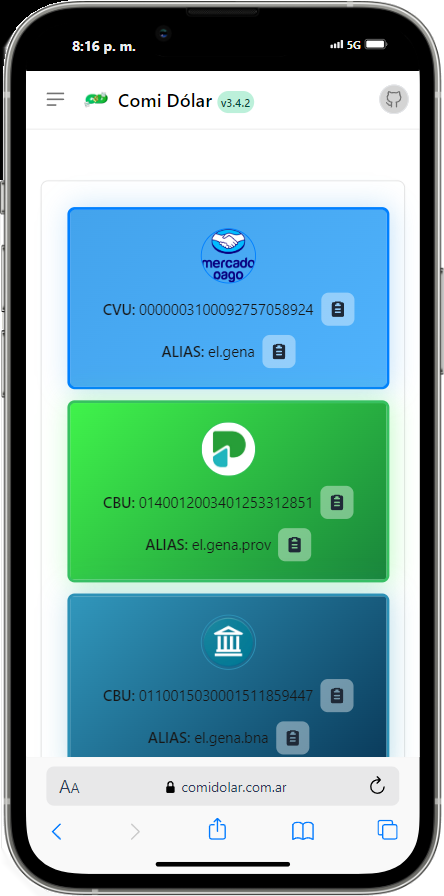 8:16 p. m.
5G
Comi Dólar v3.4.2
mercado
pago
CVU: 0000003100092757058924
ALIAS: el.gena
CBU: 0140012003401253312851
ALIAS: el.gena.prov
CBU: 0110015030001511859447
ALIAS: el.gena.bna
AA comidolar.com.ar